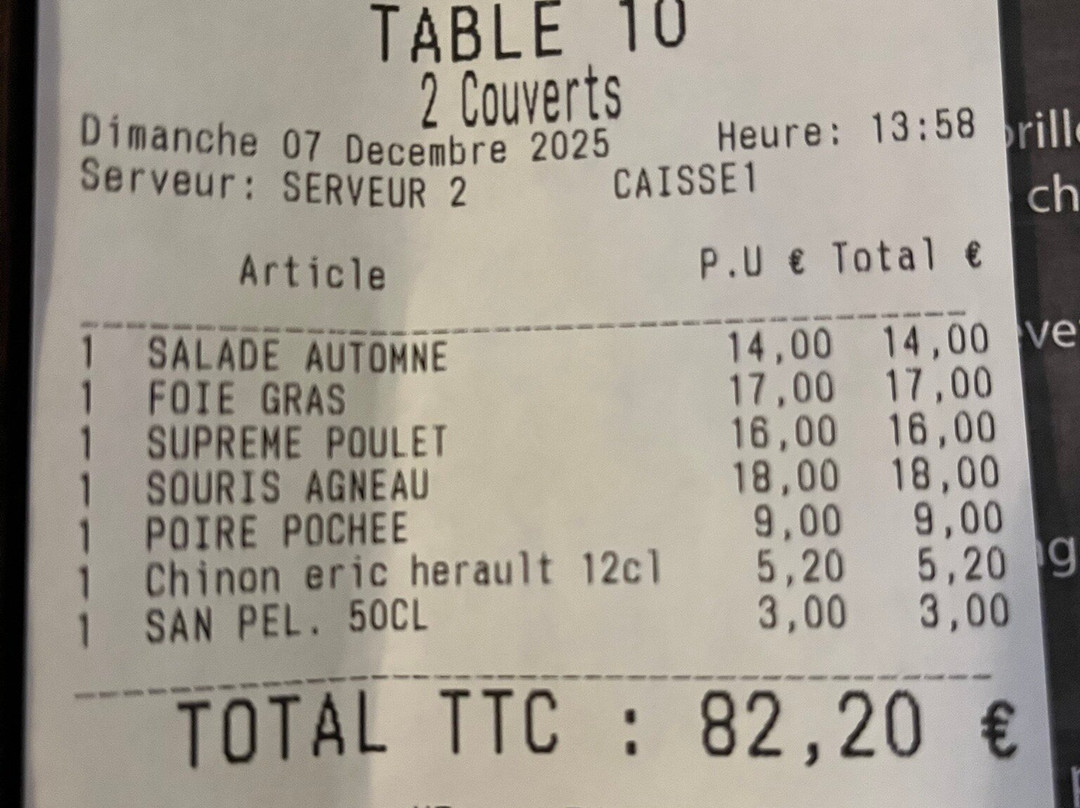 TABLE 10
2 Couverts
Dimanche 07 Decembre 2025 Heure: 13:58
Serveur: SERVEUR 2 CAISSE1
Article P.U € Total €
1 SALADE AUTOMNE 14,00 14,00
1 FOIE GRAS 17,00 17,00
1 SUPREME POULET 16,00 16,00
1 SOURIS AGNEAU 18,00 18,00
1 POIRE POCHEE 9,00 9,00
1 Chinon eric herault 12cl 5,20 5,20
1 SAN PEL. 50CL 3,00 3,00
TOTAL TTC : 82,20 €